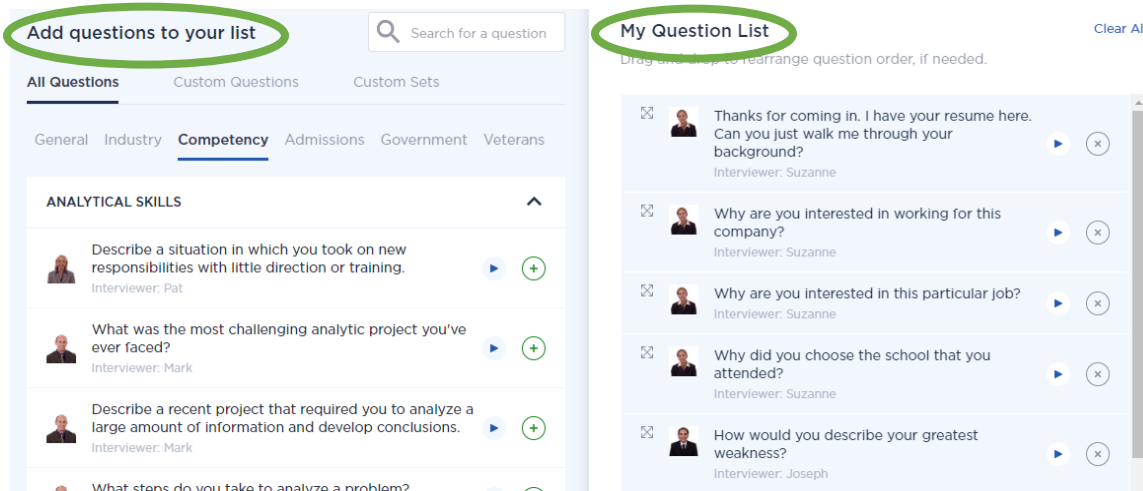 Add questions to your list
Search for a question
All Questions
Custom Questions
Custom Sets
General
Industry
Competency
Admissions
Government
Veterans
ANALYTICAL SKILLS
Describe a situation in which you took on new
responsibilities with little direction or training.
Interviewer: Pat
What was the most challenging analytic project you've
ever faced?
Interviewer: Mark
Describe a recent project that required you to analyze a
large amount of information and develop conclusions.
Interviewer: Mark
What steps do you take to analyze a problem?
My Question List
Clear Al
Drag and drop to rearrange question order, if needed.
Thanks for coming in. I have your resume here.
Can you just walk me through your
background?
Interviewer: Suzanne
Why are you interested in working for this
company?
Interviewer: Suzanne
Why are you interested in this particular job?
Interviewer: Suzanne
Why did you choose the school that you
attended?
Interviewer: Suzanne
How would you describe your greatest
weakness?
Interviewer: Joseph